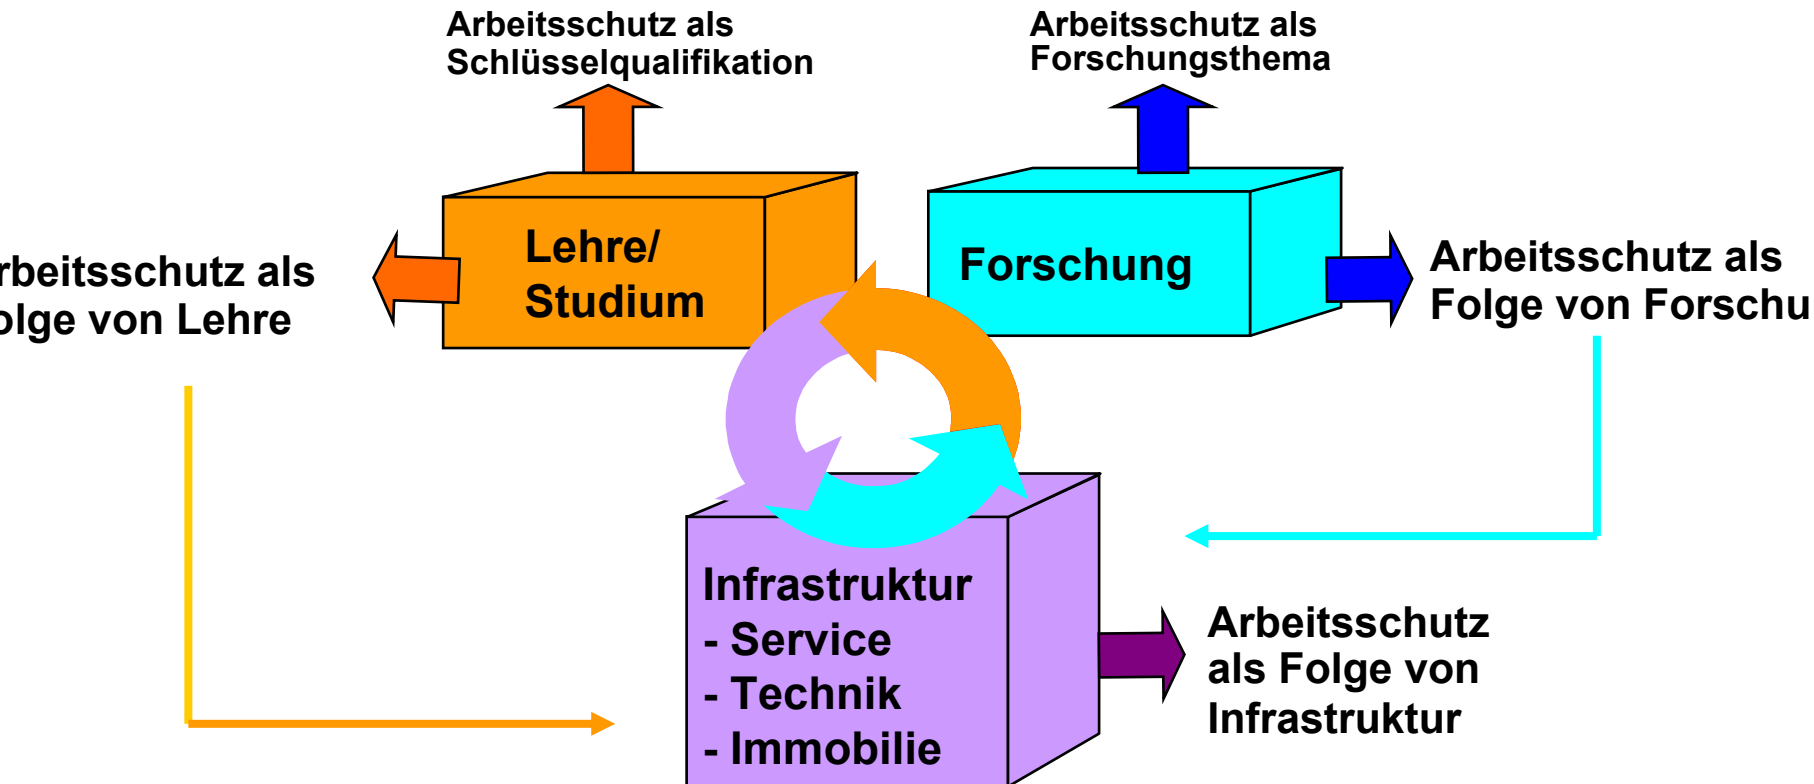 Arbeitsschutz als
Schlüsselqualifikation
Arbeitsschutz als
Forschungsthema
Lehre/
Studium
Forschung
rbeitsschutz als
olge von Lehre
Arbeitsschutz als
Folge von Forschu
Infrastruktur
- Service
- Technik
- Immobilie
Arbeitsschutz
als Folge von
Infrastruktur